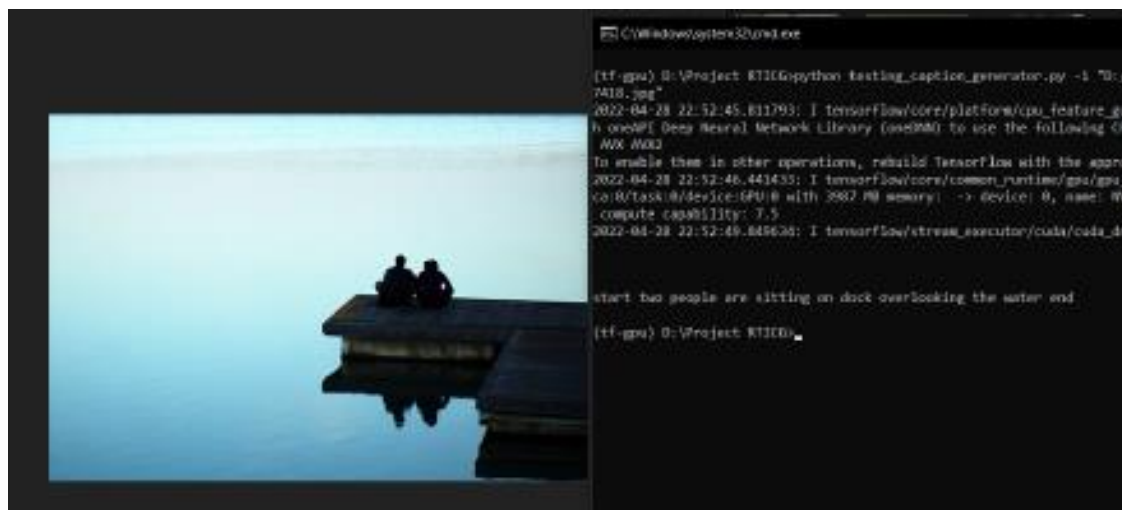 C:\Windows\system32\cmd.exe
(tf-gpu) D:\Project RTICG>python testing_caption_generator.py -i "D:
7418.jpg"
2022-04-28 22:52:45.811793: I tensorflow/core/platform/cpu_feature_g
h oneAPI Deep Neural Network Library (oneDNN) to use the following C
AVX AVX2
To enable them in other operations, rebuild TensorFlow with the appr
2022-04-28 22:52:46.441433: I tensorflow/core/common_runtime/gpu/gpu
ca:0/task:0/device:GPU:0 with 3987 MB memory: -> device: 0, name: NV
compute capability: 7.5
2022-04-28 22:52:49.849636: I tensorflow/stream_executor/cuda/cuda_d
start two people are sitting on dock overlooking the water end
(tf-gpu) D:\Project RTICG>